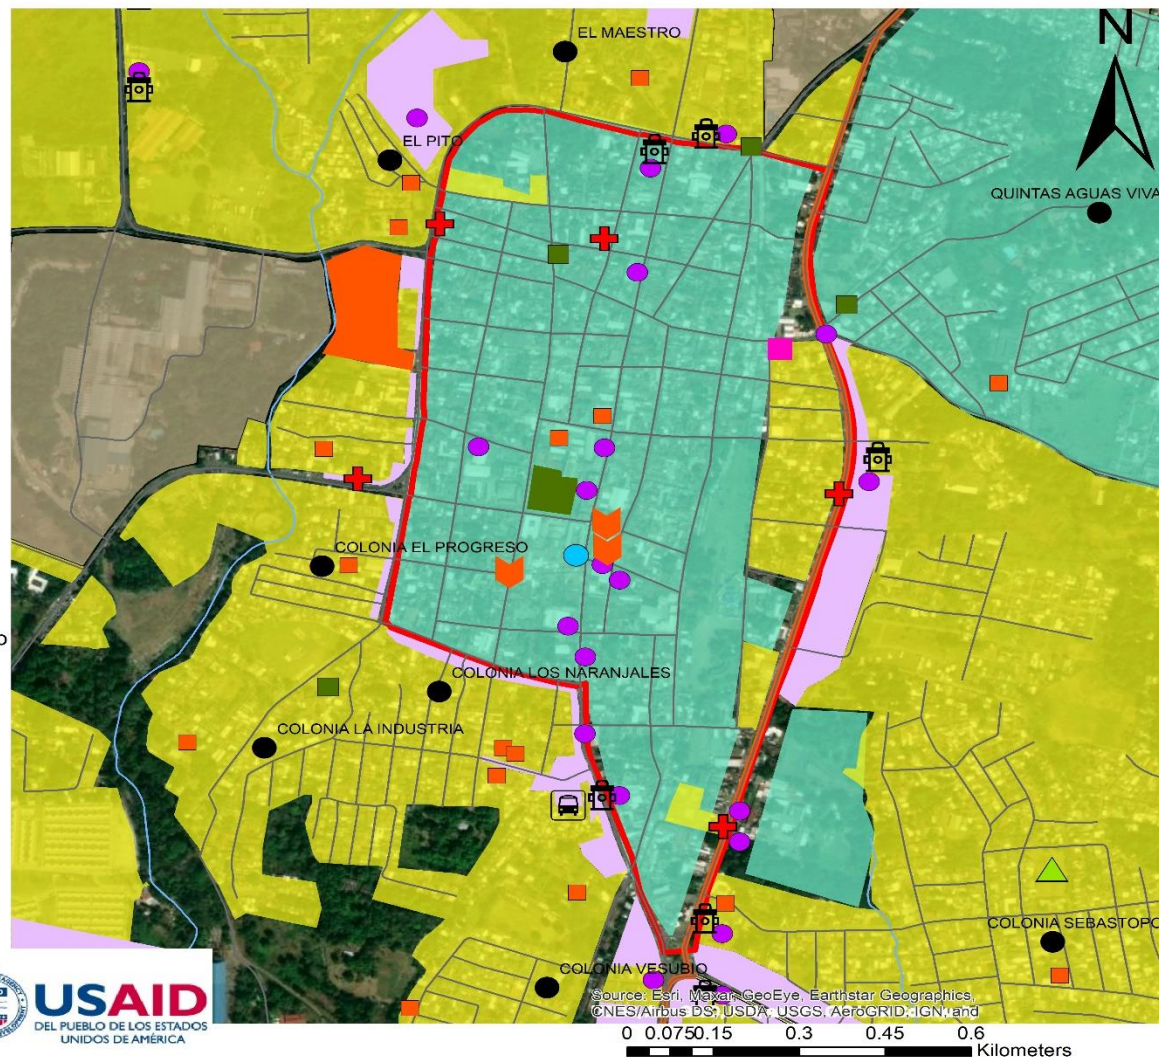 N
EL MAESTRO
EL PITO
QUINTAS AGUAS VIVA
COLONIA EL PROGRESO
COLONIA LOS NARANJALES
COLONIA LA INDUSTRIA
COLONIA SEBASTOPO
COLONIA VESUBIO
USAID
DEL PUEBLO DE LOS ESTADOS
UNIDOS DE AMÉRICA
Source: Esri, Maxar, GeoEye, Earthstar Geographics,
CNES/Airbus DS, USDA, USGS, AeroGRID, IGN, and
0 0.075 0.15 0.3 0.45 0.6
Kilometers